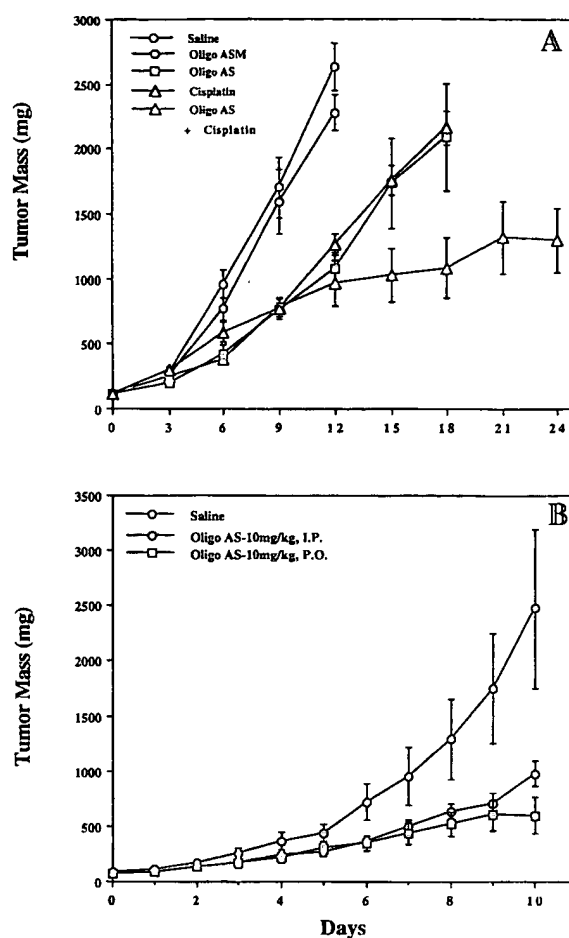 A
Saline
Oligo ASM
Oligo AS
Cisplatin
Oligo AS
+ Cisplatin
Tumor Mass (mg)
3000
2500
2000
1500
1000
500
0
0 3 6 9 12 15 18 21 24
B
Saline
Oligo AS-10mg/kg, I.P.
Oligo AS-10mg/kg, P.O.
Tumor Mass (mg)
3500
3000
2500
2000
1500
1000
500
0
0 2 4 6 8 10
Days